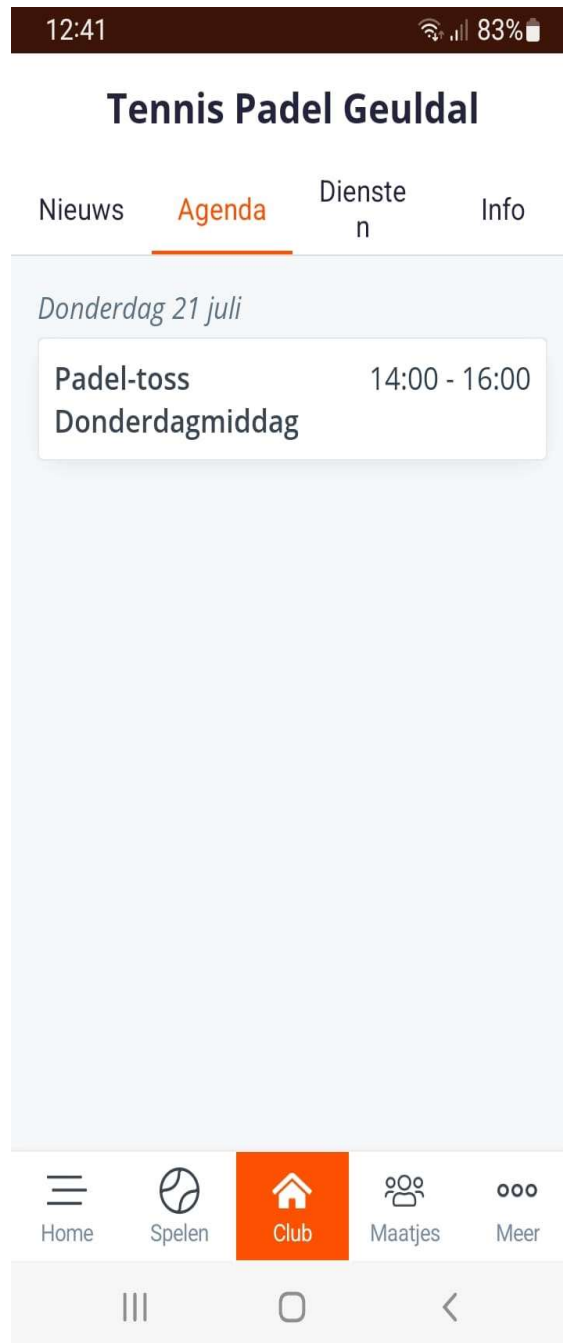 12:41 83%
Tennis Padel Geuldal
Nieuws Agenda Dienste
n Info
Donderdag 21 juli
Padel-toss 14:00 - 16:00
Donderdagmiddag
Home Spelen Club Maatjes Meer